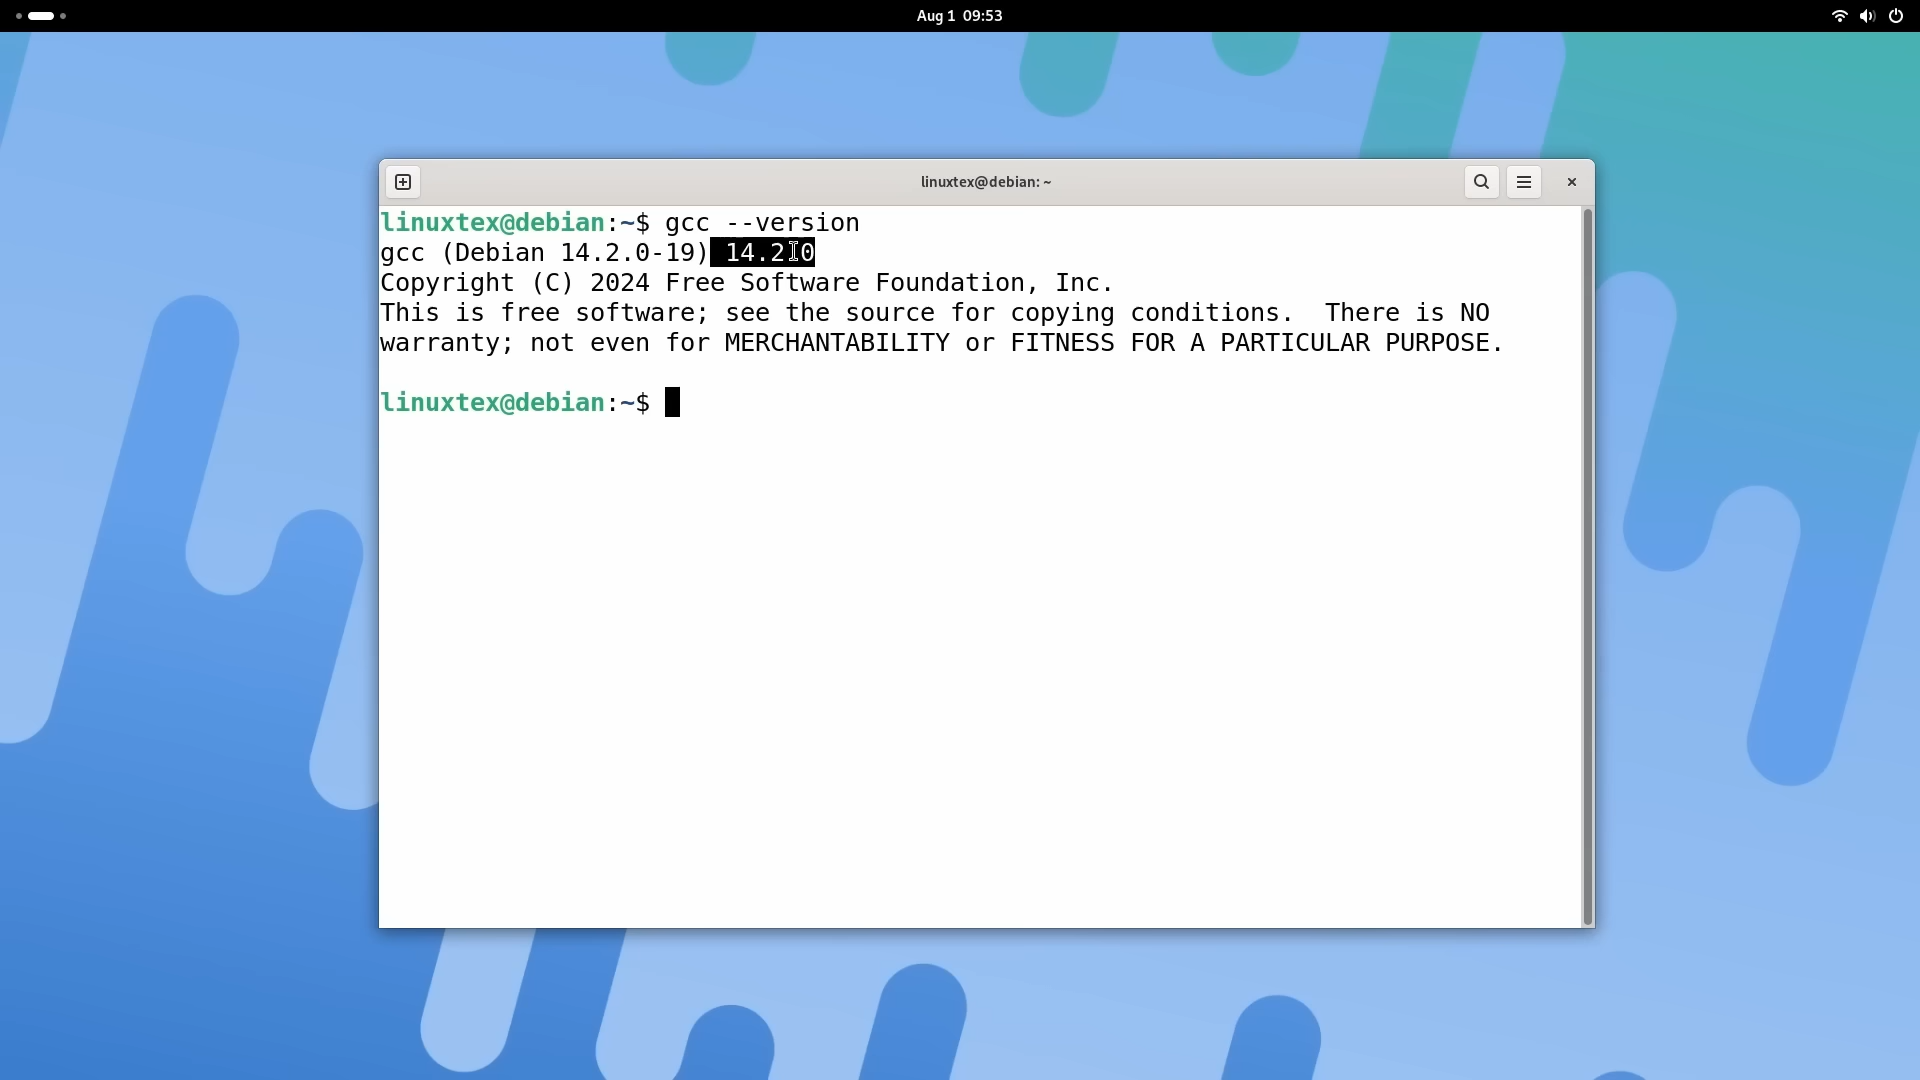 Aug 1 09:53
linuxtex@debian: ~
linuxtex@debian:~$ gcc --version
gcc (Debian 14.2.0-19) 14.2.0
Copyright (C) 2024 Free Software Foundation, Inc.
This is free software; see the source for copying conditions.  There is NO
warranty; not even for MERCHANTABILITY or FITNESS FOR A PARTICULAR PURPOSE.
linuxtex@debian:~$